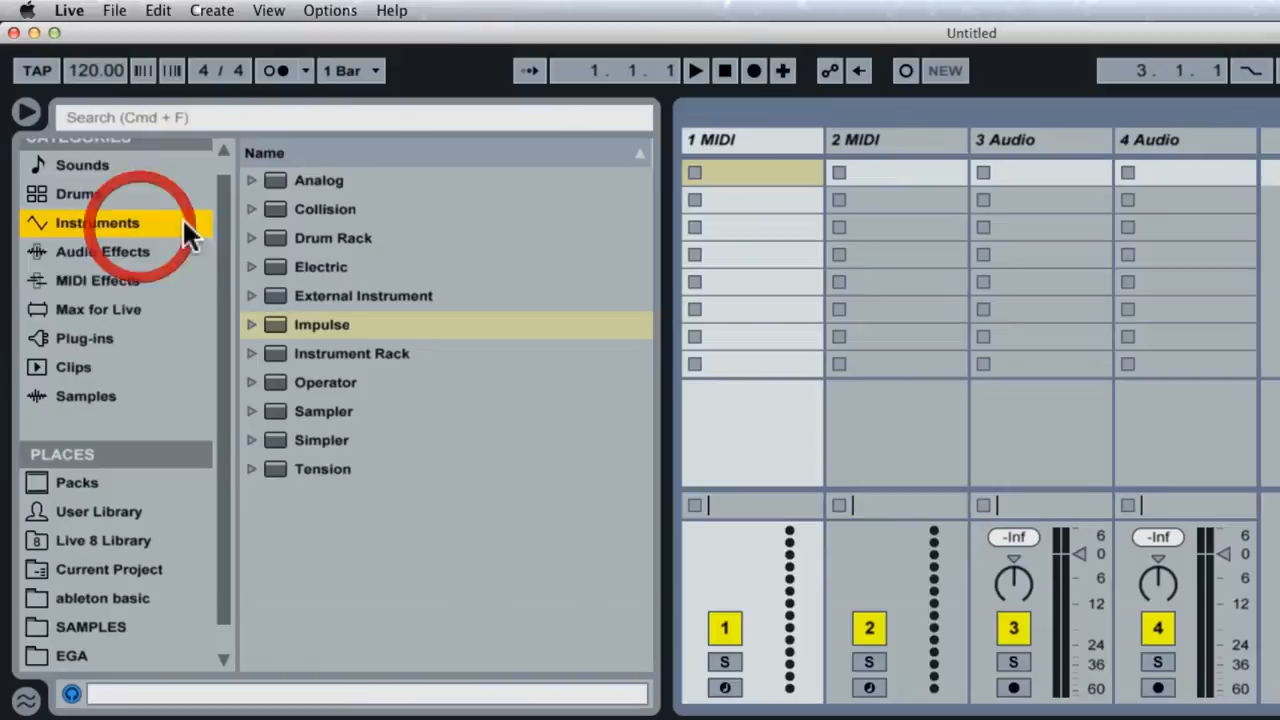 Live File Edit Create View Options Help
Untitled
TAP 120.00 4 / 4 1 Bar 1. 1. 1 NEW 3. 1. 1
Search (Cmd + F)
CATEGORIES
Sounds
Drums
Instruments
Audio Effects
MIDI Effects
Max for Live
Plug-ins
Clips
Samples
PLACES
Packs
User Library
Live 8 Library
8
Current Project
ableton basic
SAMPLES
EGA
Name
Analog
Collision
Drum Rack
Electric
External Instrument
Impulse
Instrument Rack
Operator
Sampler
Simpler
Tension
1 MIDI 2 MIDI 3 Audio 4 Audio
-Inf 6 -Inf 6
0 0
6 6
12 12
1 2 3 4
24 24
S S S 36 S 36
60 60